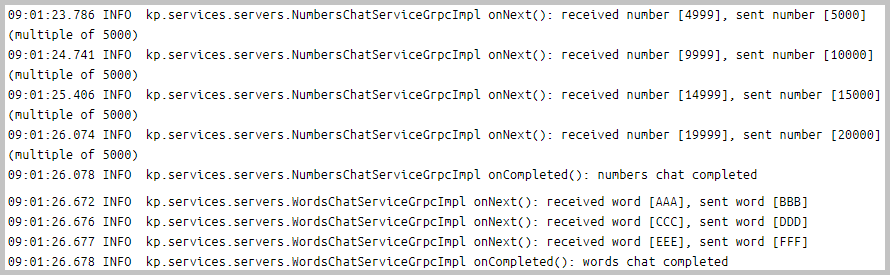 09:01:23.786 INFO  kp.services.servers.NumbersChatServiceGrpcImpl onNext(): received number [4999], sent number [5000]
(multiple of 5000)
09:01:24.741 INFO  kp.services.servers.NumbersChatServiceGrpcImpl onNext(): received number [9999], sent number [10000]
(multiple of 5000)
09:01:25.406 INFO  kp.services.servers.NumbersChatServiceGrpcImpl onNext(): received number [14999], sent number [15000]
(multiple of 5000)
09:01:26.074 INFO  kp.services.servers.NumbersChatServiceGrpcImpl onNext(): received number [19999], sent number [20000]
(multiple of 5000)
09:01:26.078 INFO  kp.services.servers.NumbersChatServiceGrpcImpl onCompleted(): numbers chat completed
09:01:26.672 INFO  kp.services.servers.WordsChatServiceGrpcImpl onNext(): received word [AAA], sent word [BBB]
09:01:26.676 INFO  kp.services.servers.WordsChatServiceGrpcImpl onNext(): received word [CCC], sent word [DDD]
09:01:26.677 INFO  kp.services.servers.WordsChatServiceGrpcImpl onNext(): received word [EEE], sent word [FFF]
09:01:26.678 INFO  kp.services.servers.WordsChatServiceGrpcImpl onCompleted(): words chat completed